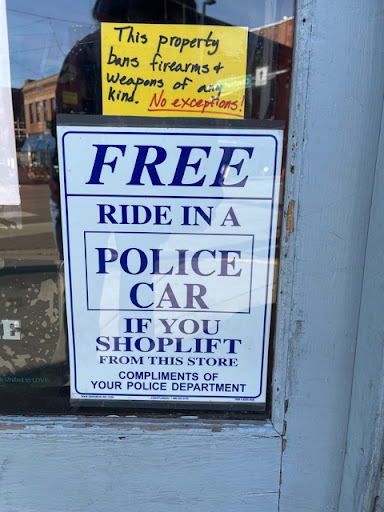 This property
bans firearms &
weapons of any
kind. No exceptions!
FREE
RIDE IN A
POLICE
CAR
IF YOU
SHOPLIFT
FROM THIS STORE
COMPLIMENTS OF
YOUR POLICE DEPARTMENT